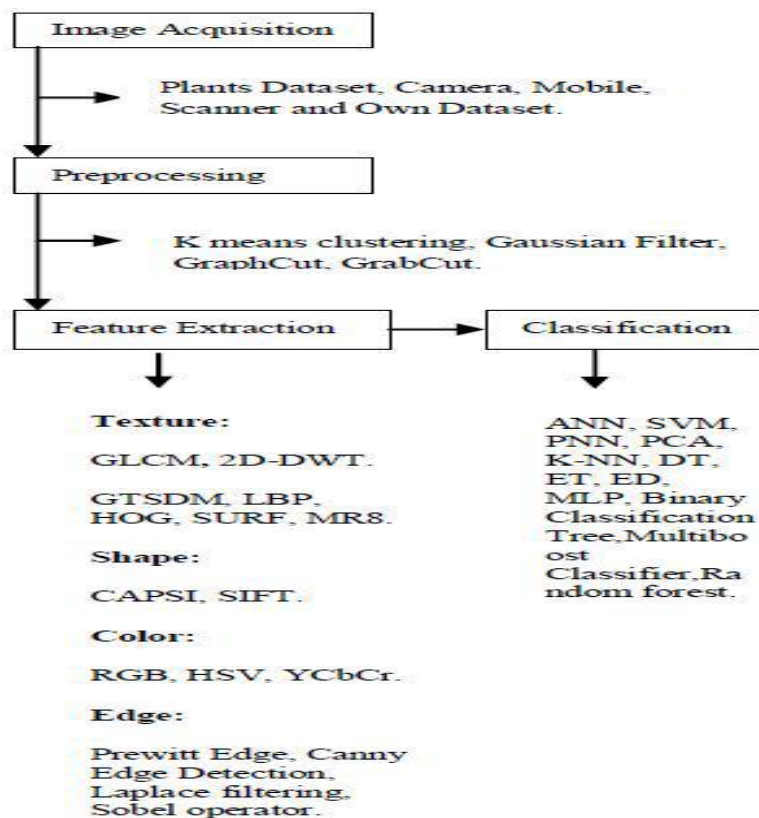 Image Acquisition
Plants Dataset, Camera, Mobile,
Scanner and Own Dataset.
Preprocessing
K means clustering, Gaussian Filter,
GraphCut, GrabCut.
Feature Extraction
Classification
Texture:
GLCM, 2D-DWT.
GTSDM, LBP,
HOG, SURF, MR8.
Shape:
CAPSI, SIFT.
Color:
RGB, HSV, YCbCr.
Edge:
Prewitt Edge, Canny
Edge Detection,
Laplace filtering,
Sobel operator.
ANN, SVM,
PNN, PCA,
K-NN, DT,
ET, ED,
MLP, Binary
Classification
Tree,Multibo
ost
Classifier,Ra
ndom forest.